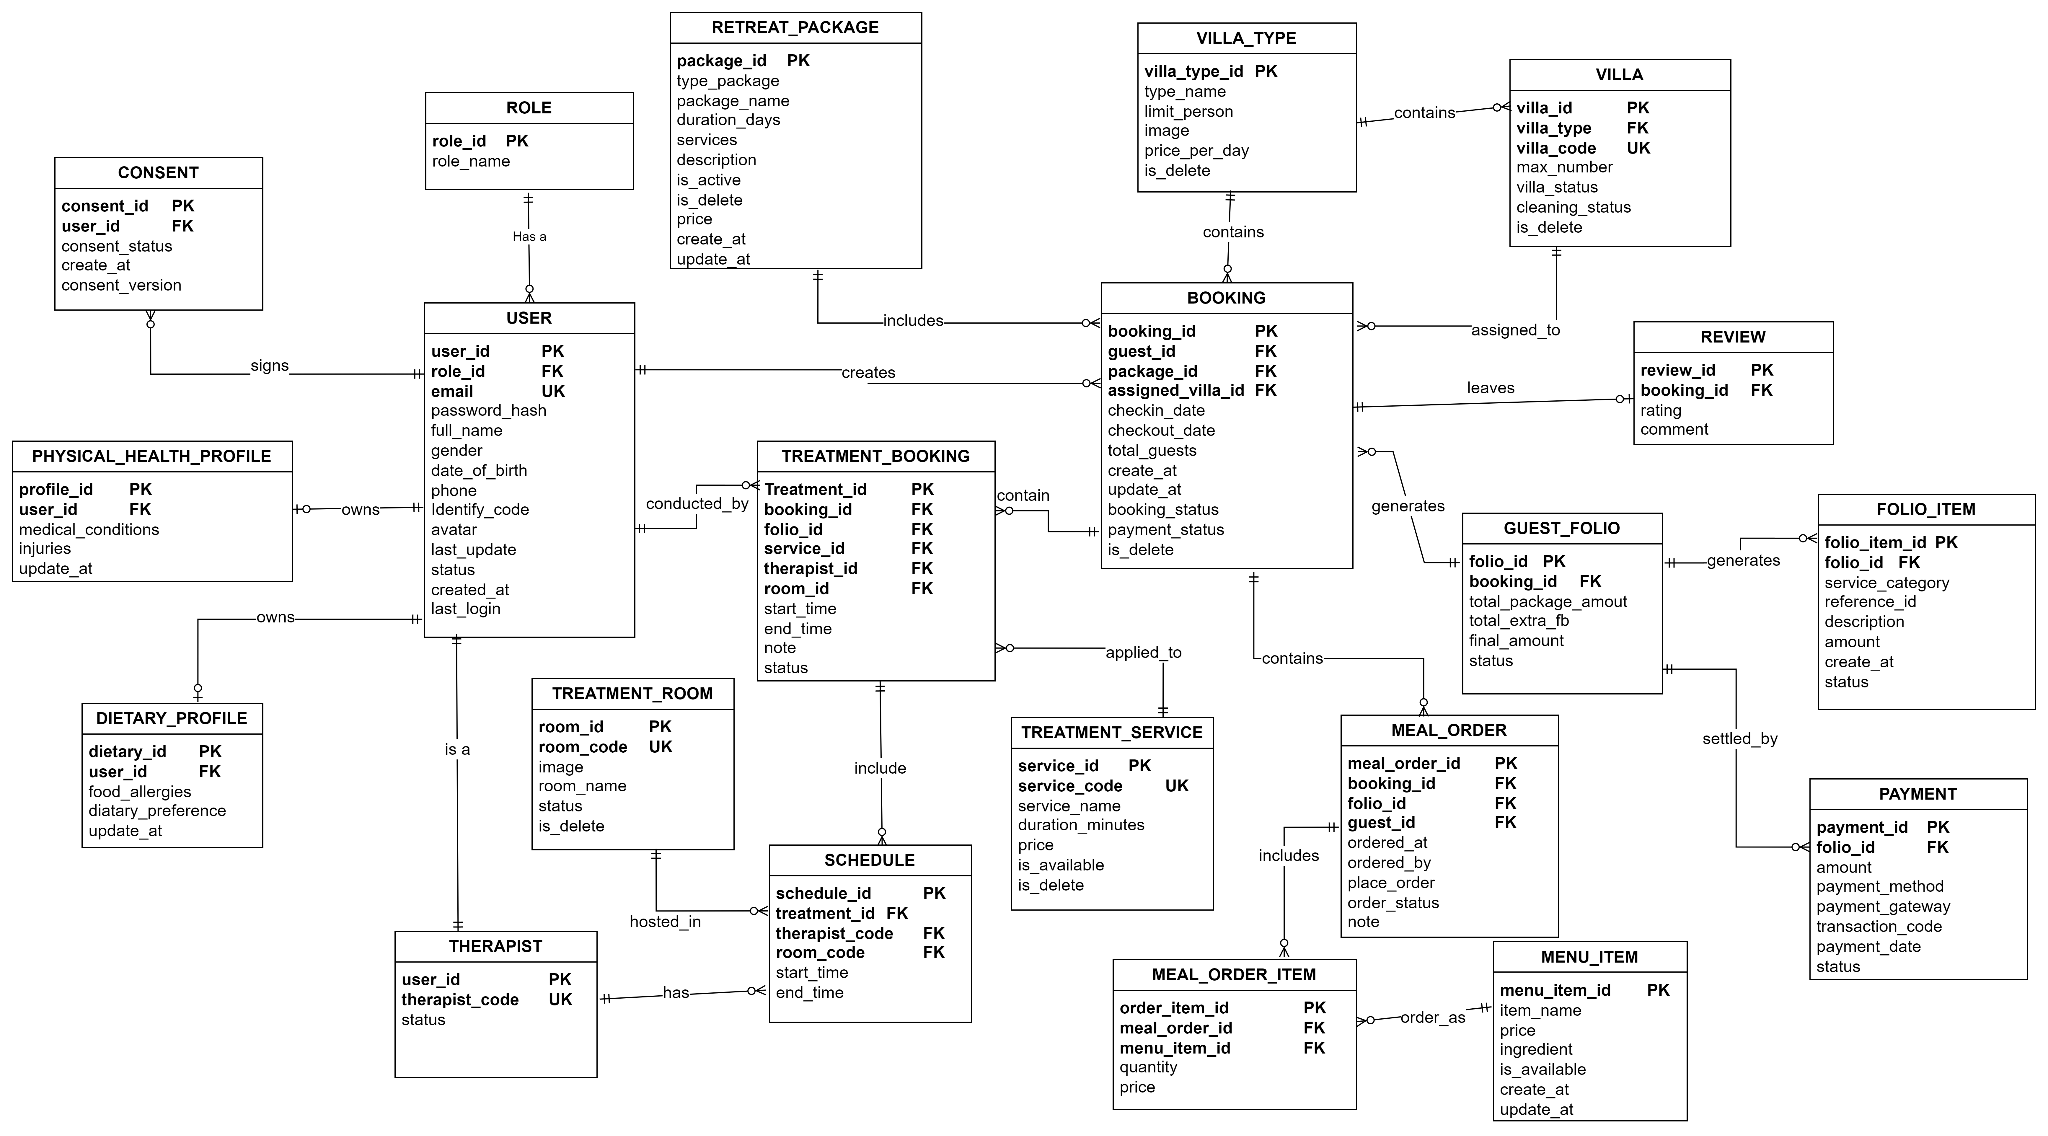 RETREAT_PACKAGE
package_id PK
type_package
package_name
duration_days
services
description
is_active
is_delete
price
create_at
update_at
VILLA_TYPE
villa_type_id PK
type_name
limit_person
image
price_per_day
is_delete
contains
VILLA
villa_id PK
villa_type FK
villa_code UK
max_number
villa_status
cleaning_status
is_delete
ROLE
role_id PK
role_name
Has a
CONSENT
consent_id PK
user_id FK
consent_status
create_at
consent_version
signs
contains
includes
assigned_to
USER
user_id PK
role_id FK
email UK
password_hash
full_name
gender
date_of_birth
phone
Identify_code
avatar
last_update
status
created_at
last_login
creates
BOOKING
booking_id PK
guest_id FK
package_id FK
assigned_villa_id FK
checkin_date
checkout_date
total_guests
create_at
update_at
booking_status
payment_status
is_delete
leaves
REVIEW
review_id PK
booking_id FK
rating
comment
PHYSICAL_HEALTH_PROFILE
profile_id PK
user_id FK
medical_conditions
injuries
update_at
owns
conducted_by
TREATMENT_BOOKING
Treatment_id PK
booking_id FK
folio_id FK
service_id FK
therapist_id FK
room_id FK
start_time
end_time
note
status
contain
generates
GUEST_FOLIO
folio_id PK
booking_id FK
total_package_amout
total_extra_fb
final_amount
status
generates
FOLIO_ITEM
folio_item_id PK
folio_id FK
service_category
reference_id
description
amount
create_at
status
owns
DIETARY_PROFILE
dietary_id PK
user_id FK
food_allergies
diatary_preference
update_at
is a
TREATMENT_ROOM
room_id PK
room_code UK
image
room_name
status
is_delete
hosted_in
include
applied_to
TREATMENT_SERVICE
service_id PK
service_code UK
service_name
duration_minutes
price
is_available
is_delete
contains
MEAL_ORDER
meal_order_id PK
booking_id FK
folio_id FK
guest_id FK
ordered_at
ordered_by
place_order
order_status
note
settled_by
PAYMENT
payment_id PK
folio_id FK
amount
payment_method
payment_gateway
transaction_code
payment_date
status
includes
THERAPIST
user_id PK
therapist_code UK
status
has
SCHEDULE
schedule_id PK
treatment_id FK
therapist_code FK
room_code FK
start_time
end_time
MEAL_ORDER_ITEM
order_item_id PK
meal_order_id FK
menu_item_id FK
quantity
price
order_as
MENU_ITEM
menu_item_id PK
item_name
price
ingredient
is_available
create_at
update_at